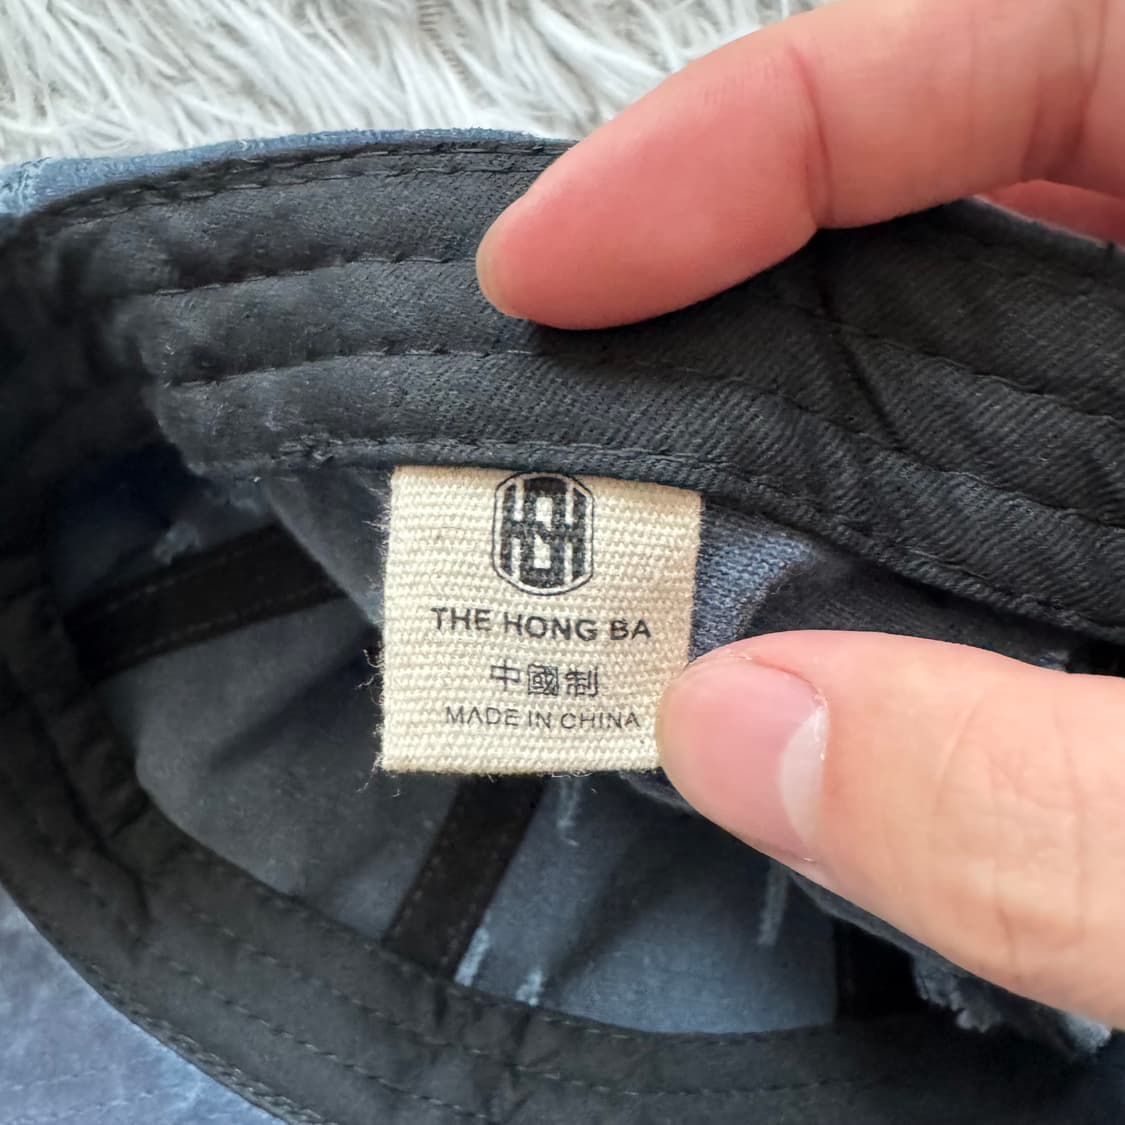 THE HONG BA
中國制
MADE IN CHINA